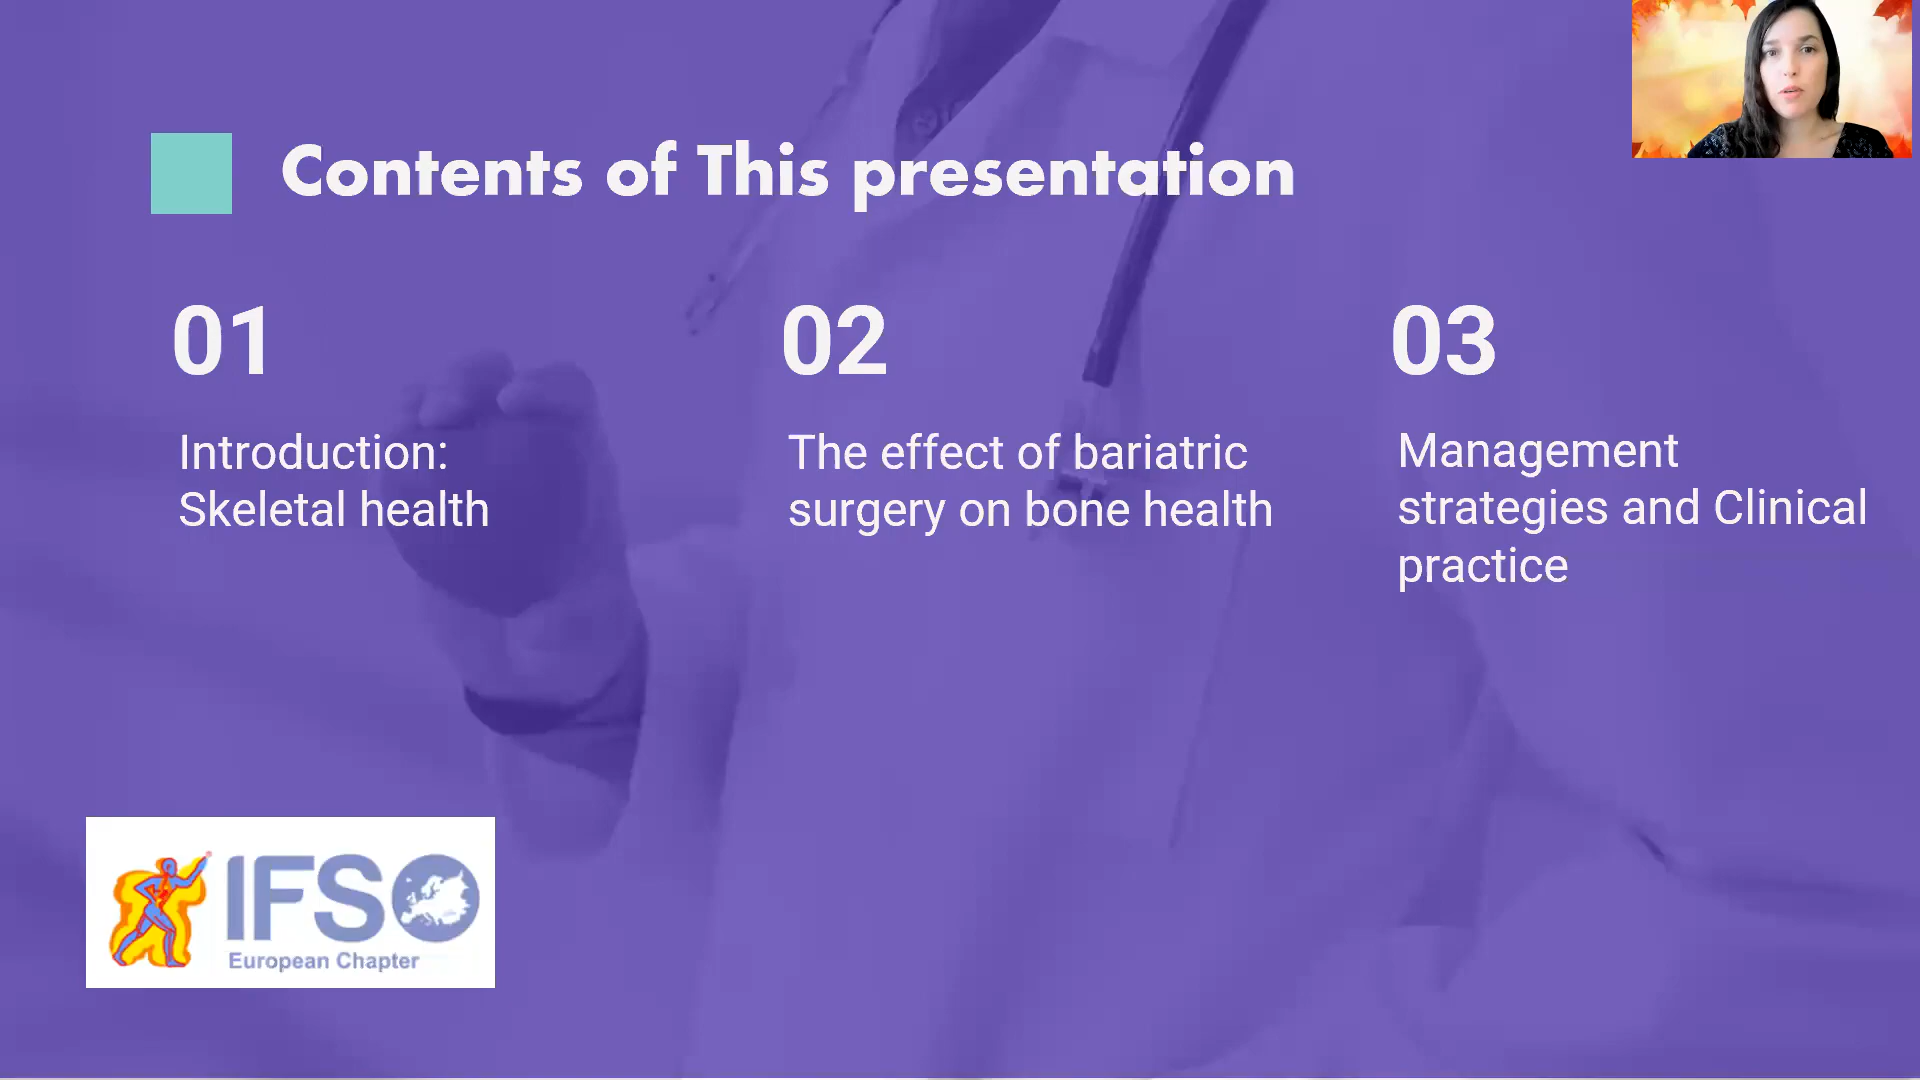 Contents of This presentation
01
Introduction:
Skeletal health
02
The effect of bariatric
surgery on bone health
03
Management
strategies and Clinical
practice
IFSO
European Chapter